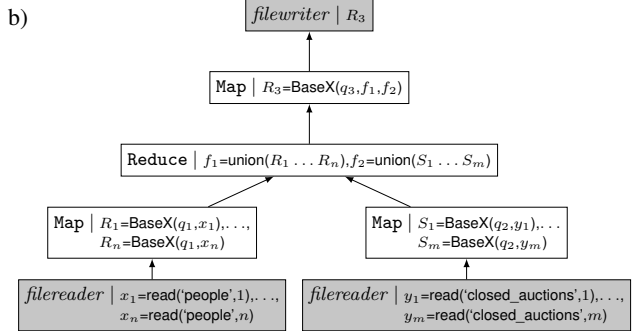 b)
filewriter | R₃
Map | R₃=BaseX(q₃,f₁,f₂)
Reduce | f₁=union(R₁ … Rₙ),f₂=union(S₁ … Sₘ)
Map | R₁=BaseX(q₁,x₁),…,
Rₙ=BaseX(q₁,xₙ)
Map | S₁=BaseX(q₂,y₁),…
Sₘ=BaseX(q₂,yₘ)
filereader | x₁=read(‘people’,1),…,
xₙ=read(‘people’,n)
filereader | y₁=read(‘closed_auctions’,1),…,
yₘ=read(‘closed_auctions’,m)